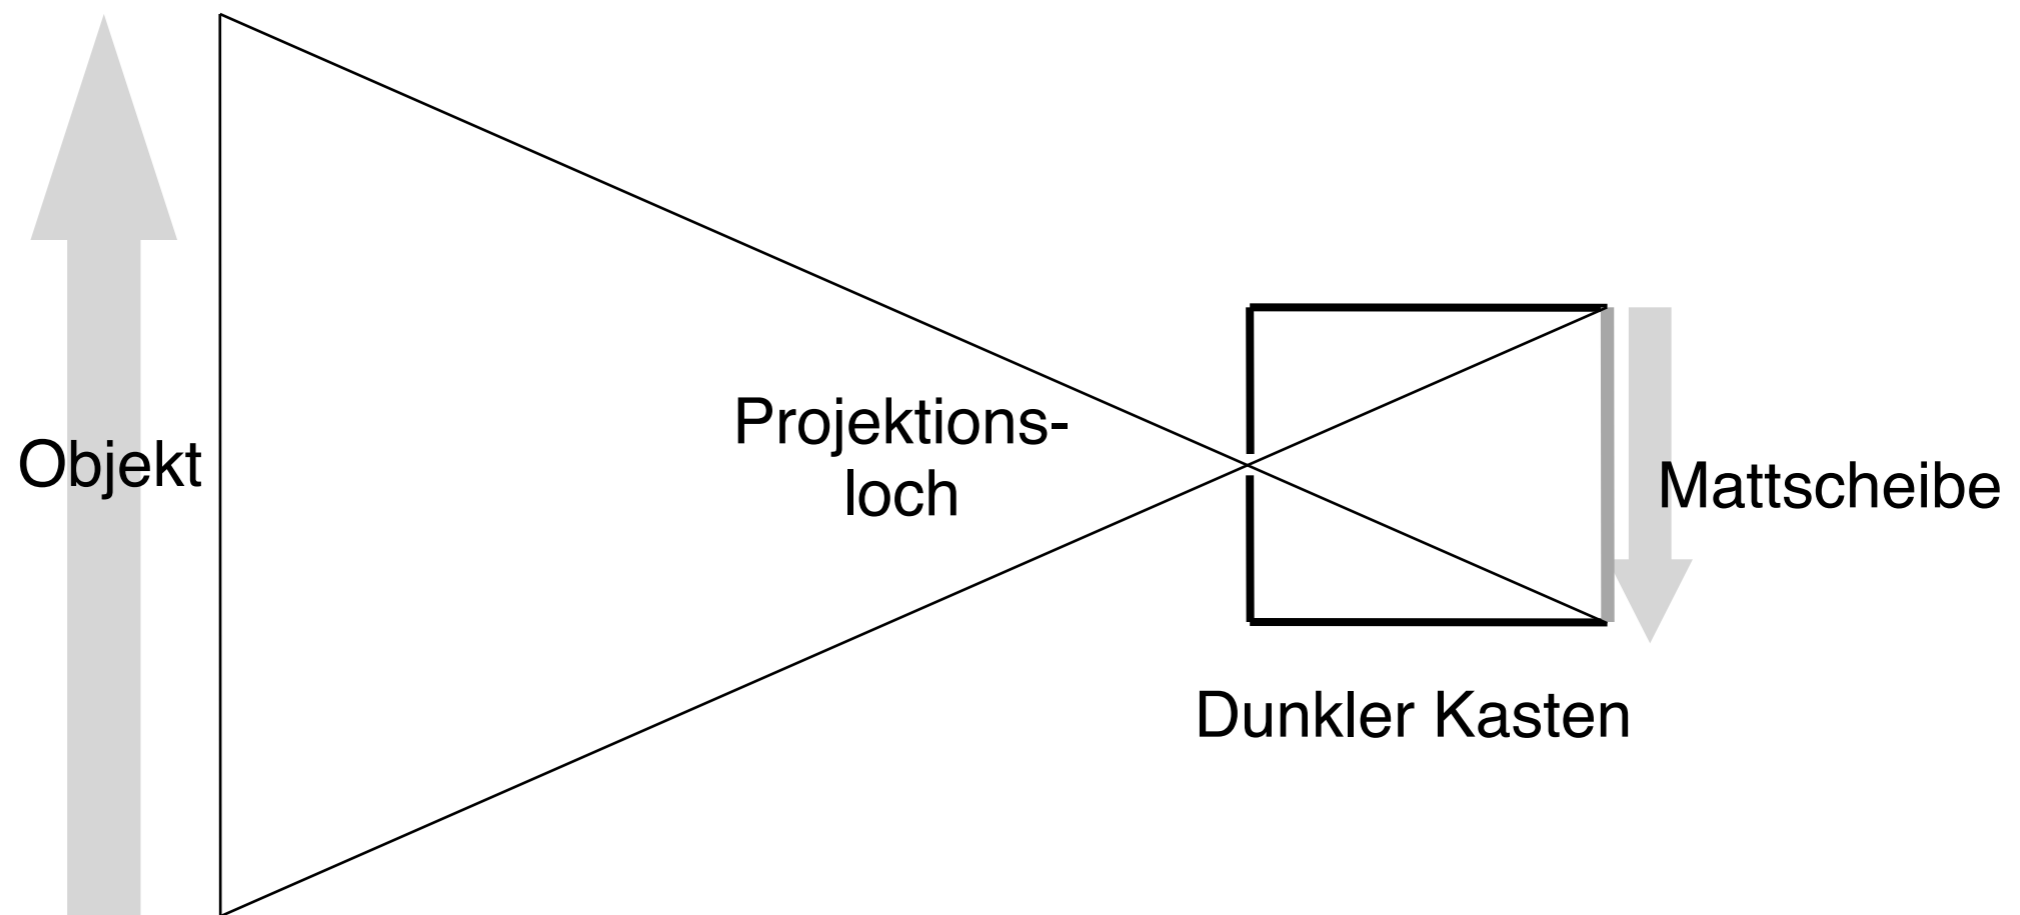 Projektions-
loch
Objekt
Mattscheibe
Dunkler Kasten